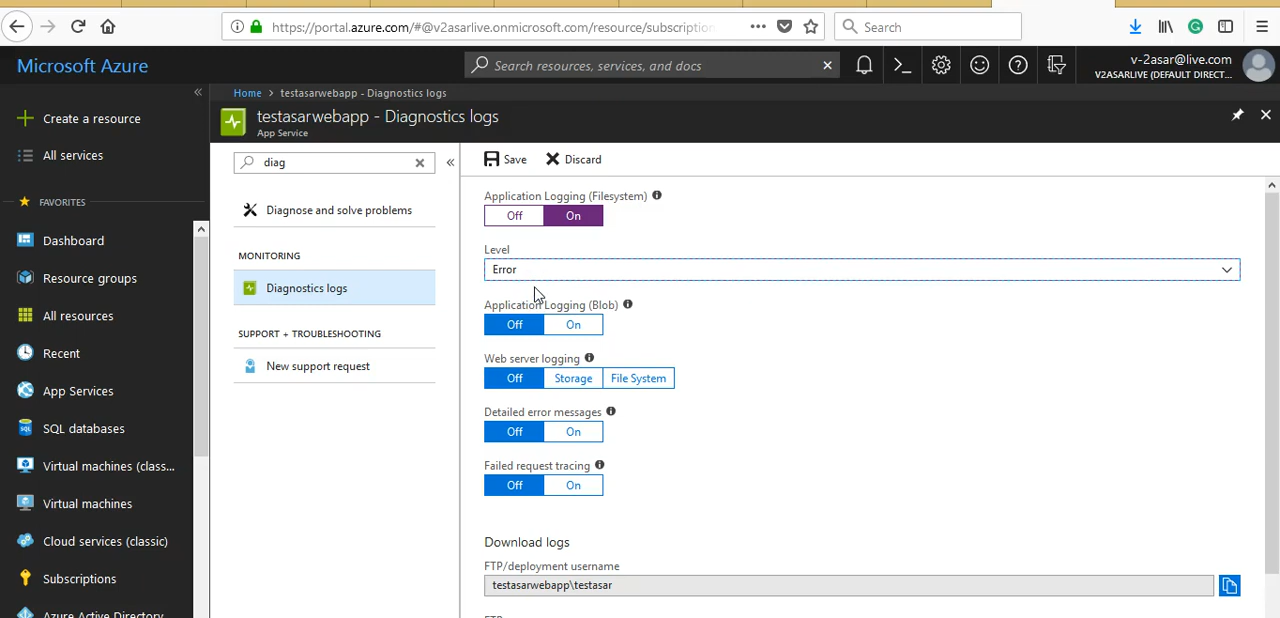 https://portal.azure.com/#@v2asarlive.onmicrosoft.com/resource/subscription
Search
Microsoft Azure
Search resources, services, and docs
v-2asar@live.com
V2ASARLIVE (DEFAULT DIRECT...
Create a resource
All services
FAVORITES
Dashboard
Resource groups
All resources
Recent
App Services
SQL databases
Virtual machines (class...
Virtual machines
Cloud services (classic)
Subscriptions
Azure Active Directory
Home > testasarwebapp - Diagnostics logs
testasarwebapp - Diagnostics logs
App Service
diag
Diagnose and solve problems
MONITORING
Diagnostics logs
SUPPORT + TROUBLESHOOTING
New support request
Save Discard
Application Logging (Filesystem)
Off On
Level
Error
Application Logging (Blob)
Off On
Web server logging
Off Storage File System
Detailed error messages
Off On
Failed request tracing
Off On
Download logs
FTP/deployment username
testasarwebapp\testasar